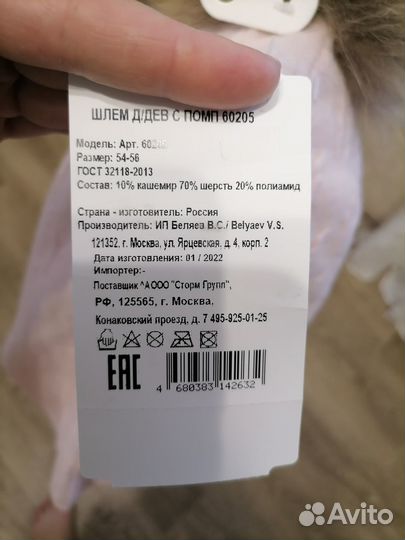 ШЛЕМ Д/ДЕВ С ПОМП 60205
Модель: Арт.
Размер: 54-56
ГОСТ 32118-2013
Состав: 10% кашемир 70% шерсть 20% полиамид
Страна - изготовитель: Россия
Производитель: ИП Беляев В.С./ Belyaev V.S.
121352, г. Москва, ул. Ярцевская, д. 4, корп. 2
Дата изготовления: 01 / 2022
Импортер:-
Поставщик ^АООО "Сторм Групп",
РФ, 125565, г. Москва,
Конаковский проезд, д. 7 495-925-01-25
ЕАС
4 680383 142632
Avito